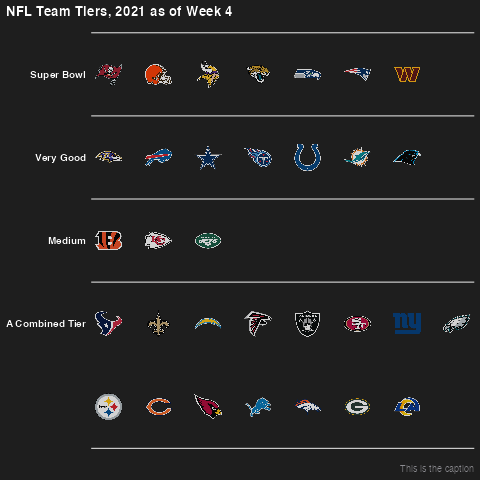 NFL Team Tiers, 2021 as of Week 4
Super Bowl
Very Good
Medium
A Combined Tier
This is the caption